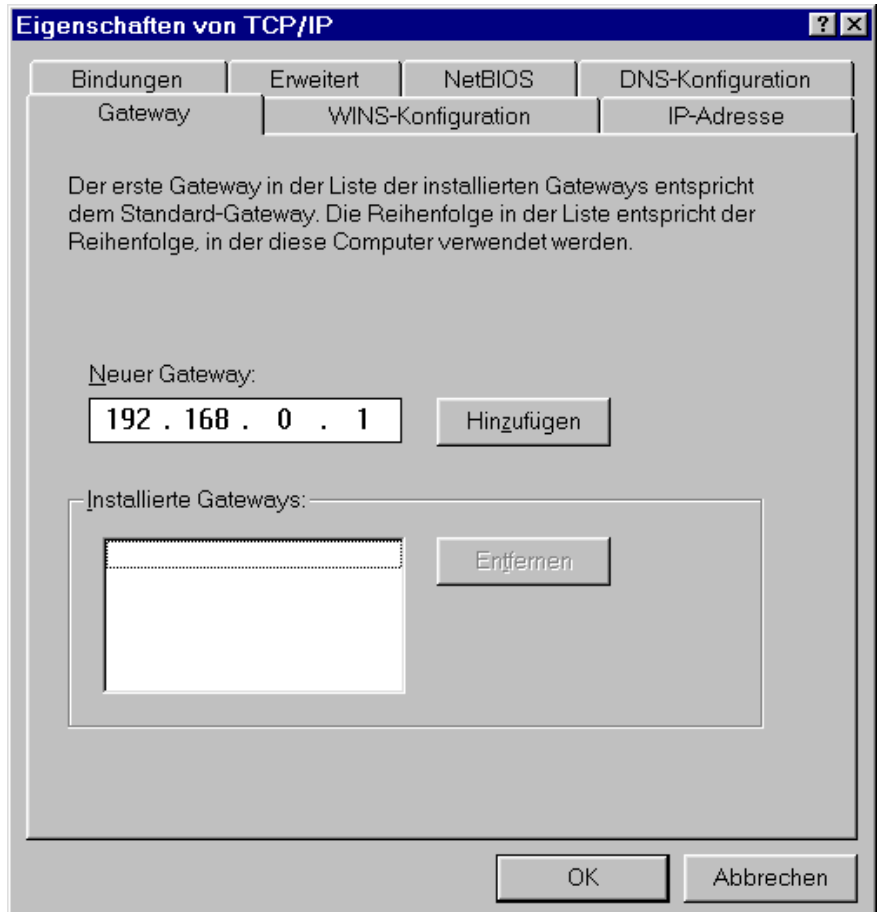 Eigenschaften von TCP/IP
Bindungen Erweitert NetBIOS DNS-Konfiguration
Gateway WINS-Konfiguration IP-Adresse
Der erste Gateway in der Liste der installierten Gateways entspricht
dem Standard-Gateway. Die Reihenfolge in der Liste entspricht der
Reihenfolge, in der diese Computer verwendet werden.
Neuer Gateway:
192 . 168 . 0 . 1 Hinzufügen
Installierte Gateways:
Entfernen
OK Abbrechen